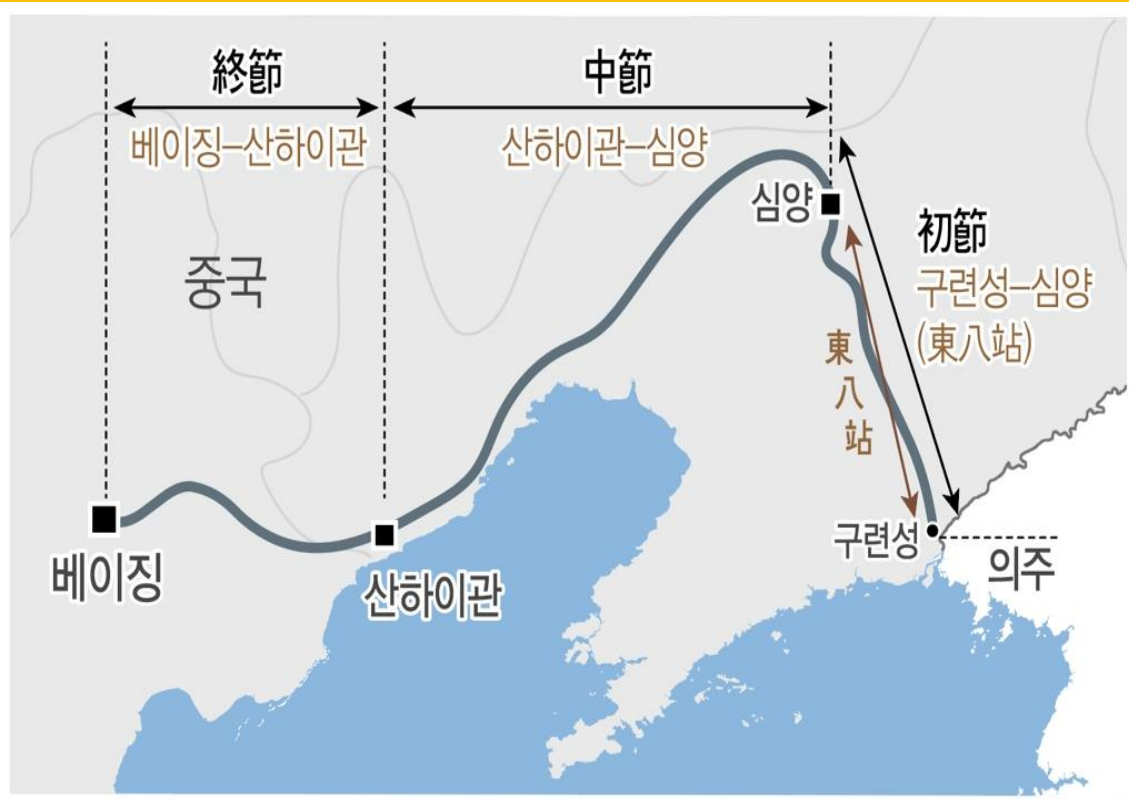 終節
베이징–산하이관
中節
산하이관–심양
심양
初節
구련성–심양
(東八站)
중국
東
八
站
베이징
산하이관
구련성
의주